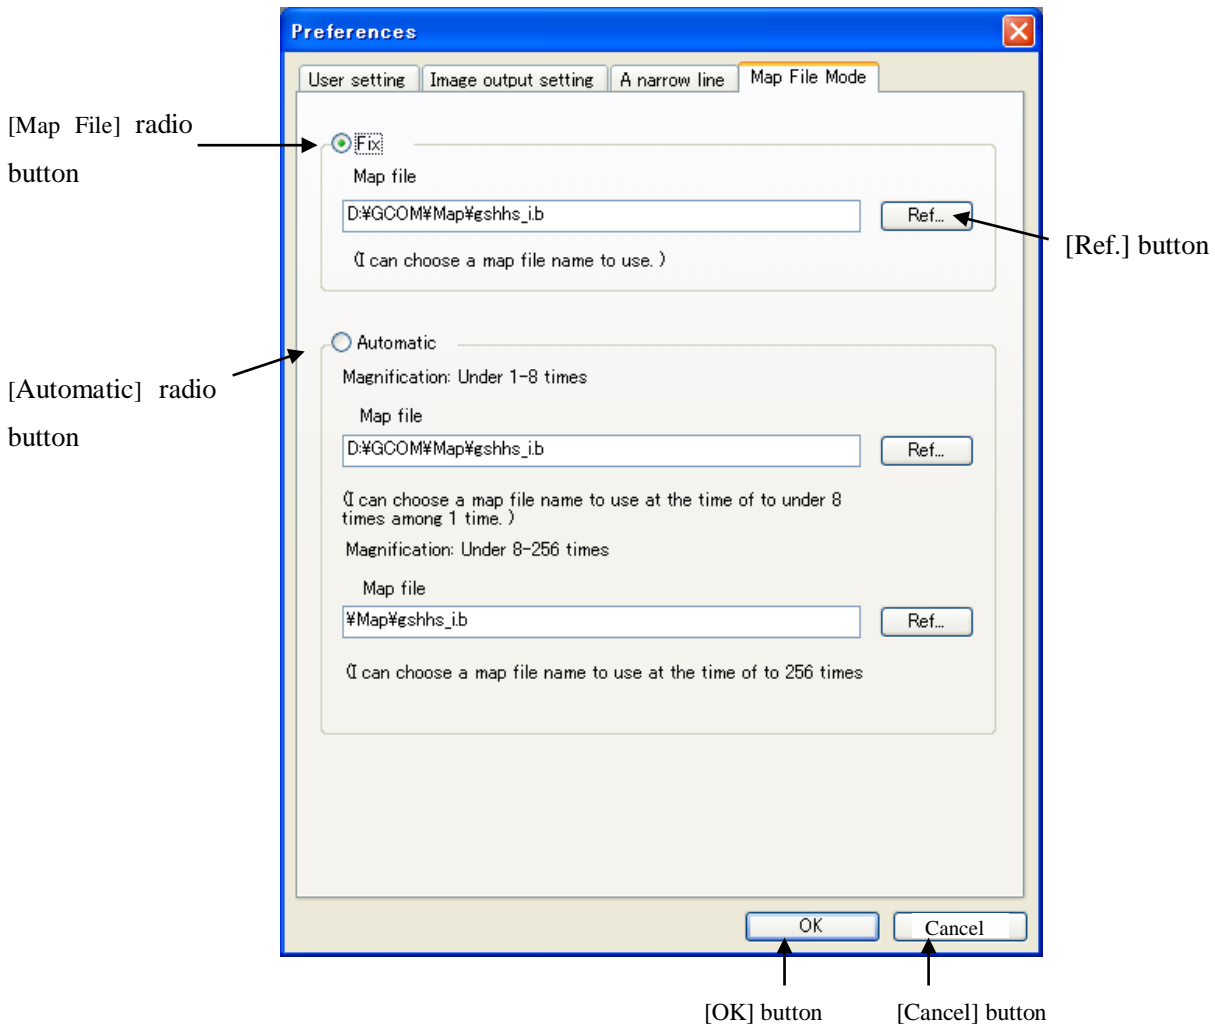 Preferences
User setting
Image output setting
A narrow line
Map File Mode
[Map File] radio
button
Fix
Map file
D:¥GCOM¥Map¥gshhs_i.b
Ref...
[Ref.] button
(I can choose a map file name to use. )
Automatic
[Automatic] radio
button
Magnification: Under 1-8 times
Map file
D:¥GCOM¥Map¥gshhs_i.b
Ref...
(I can choose a map file name to use at the time of to under 8
times among 1 time. )
Magnification: Under 8-256 times
Map file
¥Map¥gshhs_i.b
Ref...
(I can choose a map file name to use at the time of to 256 times
OK
Cancel
[OK] button
[Cancel] button